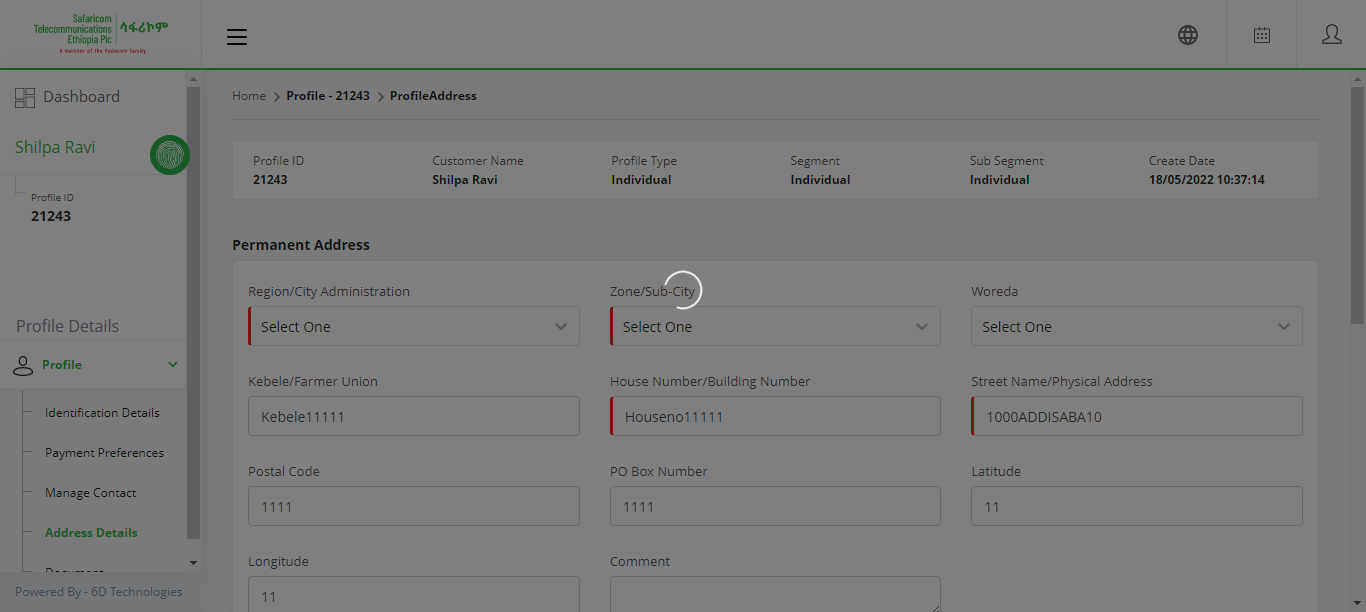 Safaricom
Telecommunications
Ethiopia Plc
ሳፋሪኮም
A member of the Vodacom family
Dashboard
Shilpa Ravi
Profile ID
21243
Profile Details
Profile
Identification Details
Payment Preferences
Manage Contact
Address Details
Document
Powered By - 6D Technologies
Home > Profile - 21243 > ProfileAddress
Profile ID Customer Name Profile Type Segment Sub Segment Create Date
21243 Shilpa Ravi Individual Individual Individual 18/05/2022 10:37:14
Permanent Address
Region/City Administration Zone/Sub-City Woreda
Select One Select One Select One
Kebele/Farmer Union House Number/Building Number Street Name/Physical Address
Kebele11111 Houseno11111 1000ADDISABA10
Postal Code PO Box Number Latitude
1111 1111 11
Longitude Comment
11